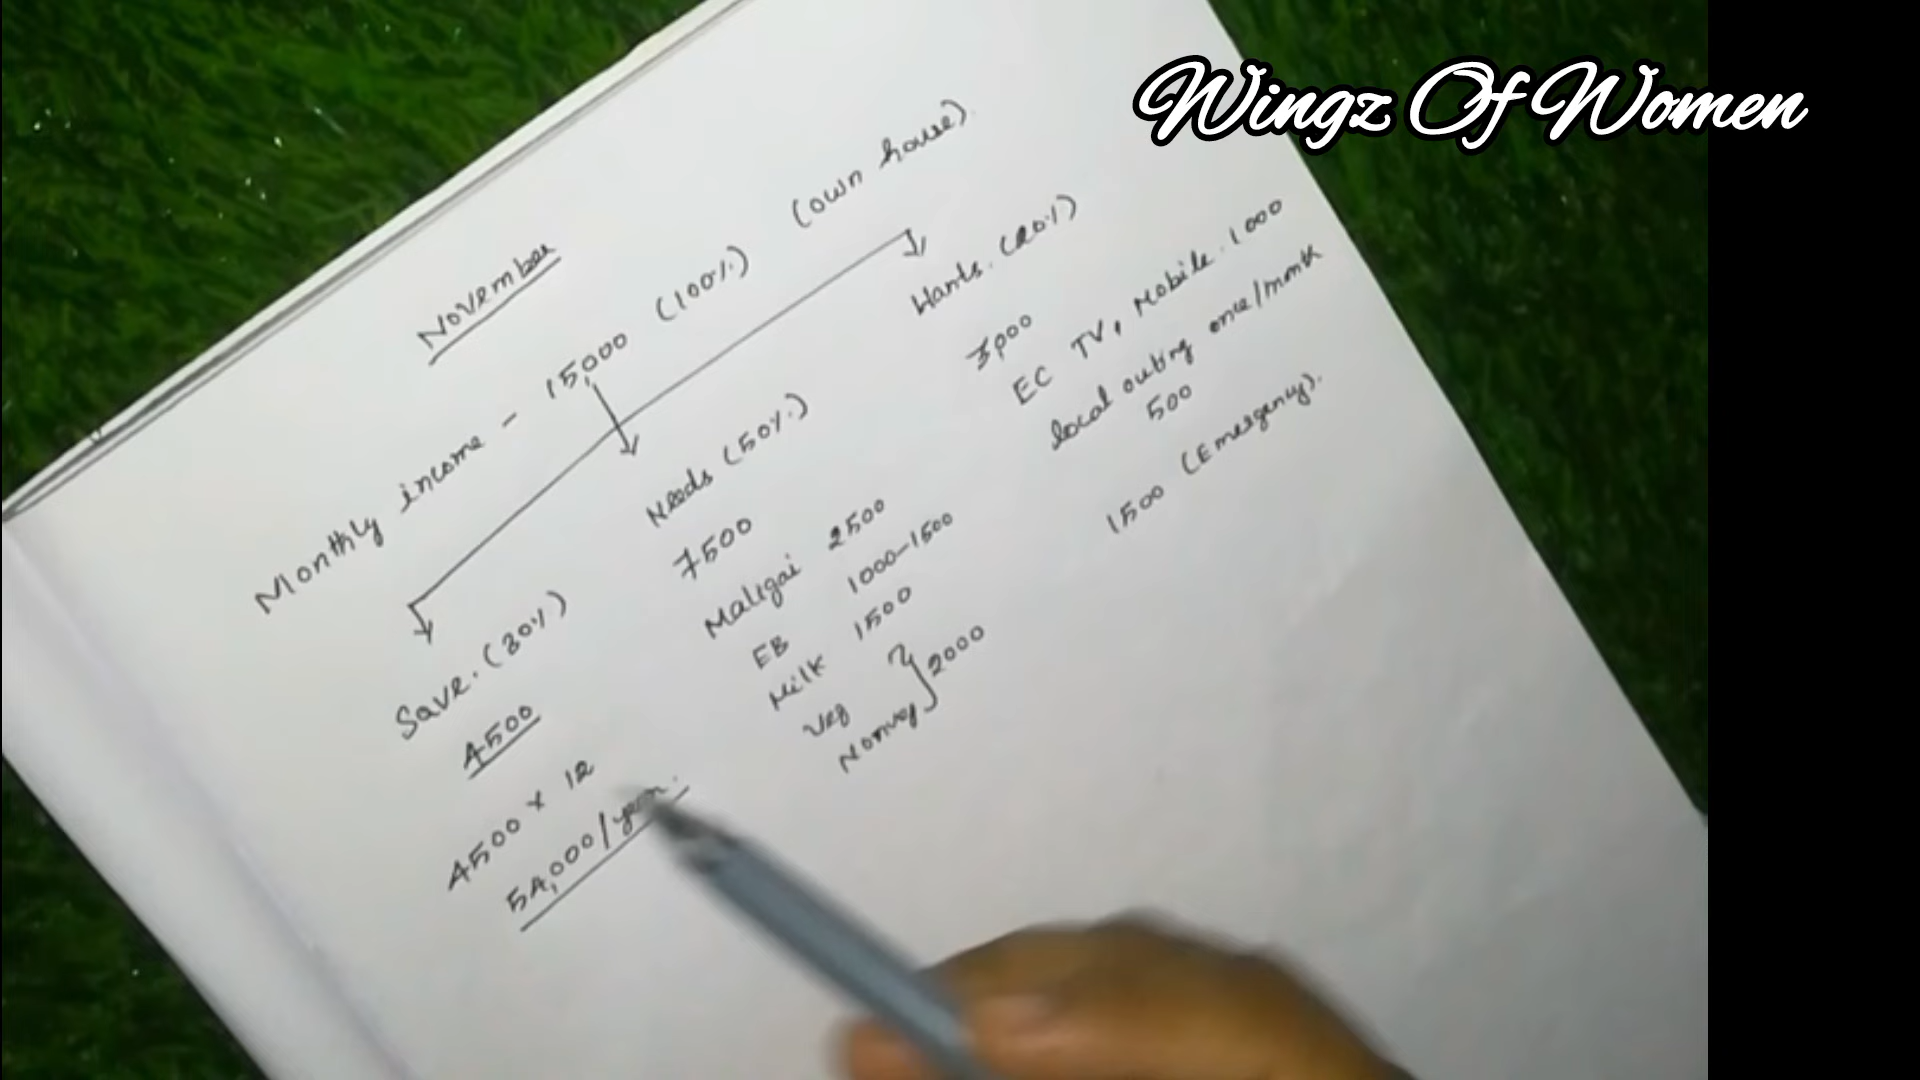 Wingz Of Women
November
Monthly income - 15,000 (100%) (own house).
Save. (30%)
4500
4500 x 12
54,000/year.
Needs (50%)
7500
Maligai 2500
EB 1000-1500
Milk 1500
Veg
Nonveg } 2000
Wants. (20%)
3000
EC TV, Mobile. 1000
local outing once/month
500
1500 (Emergency).